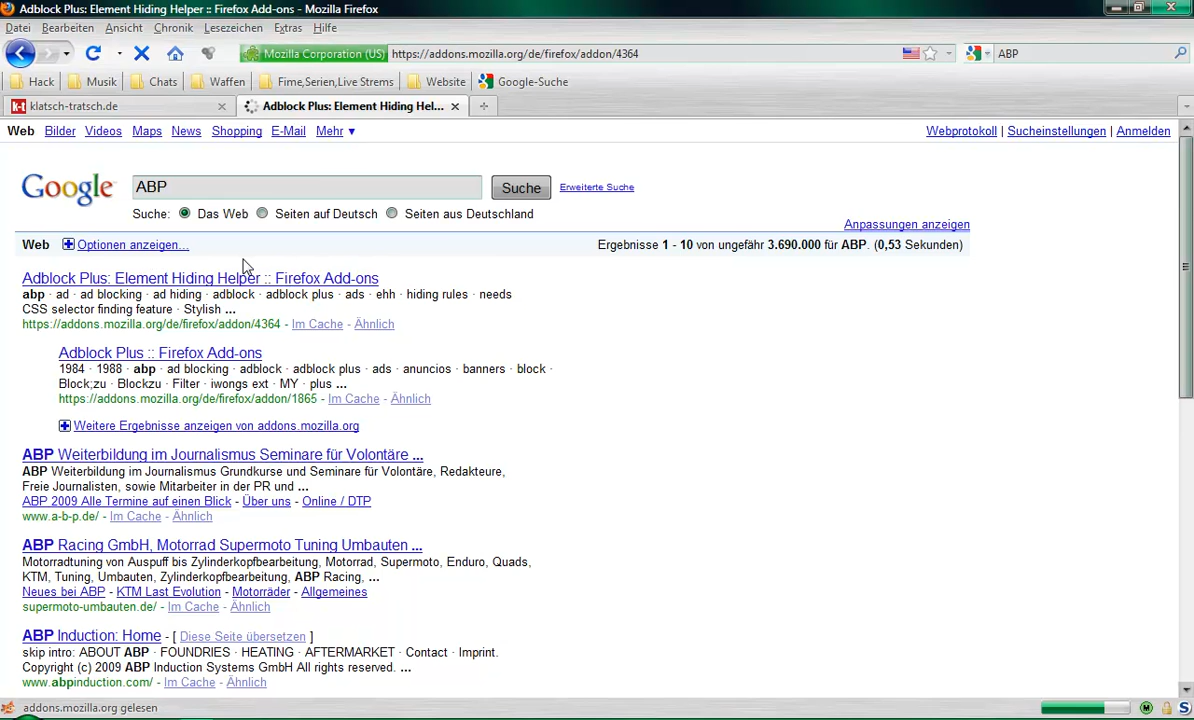 Adblock Plus: Element Hiding Helper :: Firefox Add-ons - Mozilla Firefox
Datei Bearbeiten Ansicht Chronik Lesezeichen Extras Hilfe
Mozilla Corporation (US) https://addons.mozilla.org/de/firefox/addon/4364 ABP
Hack Musik Chats Waffen Fime,Serien,Live Strems Website Google-Suche
k-t klatsch-tratsch.de Adblock Plus: Element Hiding Hel...
Web Bilder Videos Maps News Shopping E-Mail Mehr ▼ Webprotokoll | Sucheinstellungen | Anmelden
Google ABP Suche Erweiterte Suche
Suche: Das Web Seiten auf Deutsch Seiten aus Deutschland
Anpassungen anzeigen
Web Optionen anzeigen... Ergebnisse 1 - 10 von ungefähr 3.690.000 für ABP. (0,53 Sekunden)
Adblock Plus: Element Hiding Helper :: Firefox Add-ons
abp · ad · ad blocking · ad hiding · adblock · adblock plus · ads · ehh · hiding rules · needs
CSS selector finding feature · Stylish ...
https://addons.mozilla.org/de/firefox/addon/4364 - Im Cache - Ähnlich
Adblock Plus :: Firefox Add-ons
1984 · 1988 · abp · ad blocking · adblock · adblock plus · ads · anuncios · banners · block ·
Block;zu · Blockzu · Filter · iwongs ext · MY · plus ...
https://addons.mozilla.org/de/firefox/addon/1865 - Im Cache - Ähnlich
Weitere Ergebnisse anzeigen von addons.mozilla.org
ABP Weiterbildung im Journalismus Seminare für Volontäre ...
ABP Weiterbildung im Journalismus Grundkurse und Seminare für Volontäre, Redakteure,
Freie Journalisten, sowie Mitarbeiter in der PR und ...
ABP 2009 Alle Termine auf einen Blick - Über uns - Online / DTP
www.a-b-p.de/ - Im Cache - Ähnlich
ABP Racing GmbH, Motorrad Supermoto Tuning Umbauten ...
Motorradtuning von Auspuff bis Zylinderkopfbearbeitung, Motorrad, Supermoto, Enduro, Quads,
KTM, Tuning, Umbauten, Zylinderkopfbearbeitung, ABP Racing, ...
Neues bei ABP - KTM Last Evolution - Motorräder - Allgemeines
supermoto-umbauten.de/ - Im Cache - Ähnlich
ABP Induction: Home - [ Diese Seite übersetzen ]
skip intro: ABOUT ABP · FOUNDRIES · HEATING · AFTERMARKET · Contact · Imprint.
Copyright (c) 2009 ABP Induction Systems GmbH All rights reserved. ...
www.abpinduction.com/ - Im Cache - Ähnlich
addons.mozilla.org gelesen